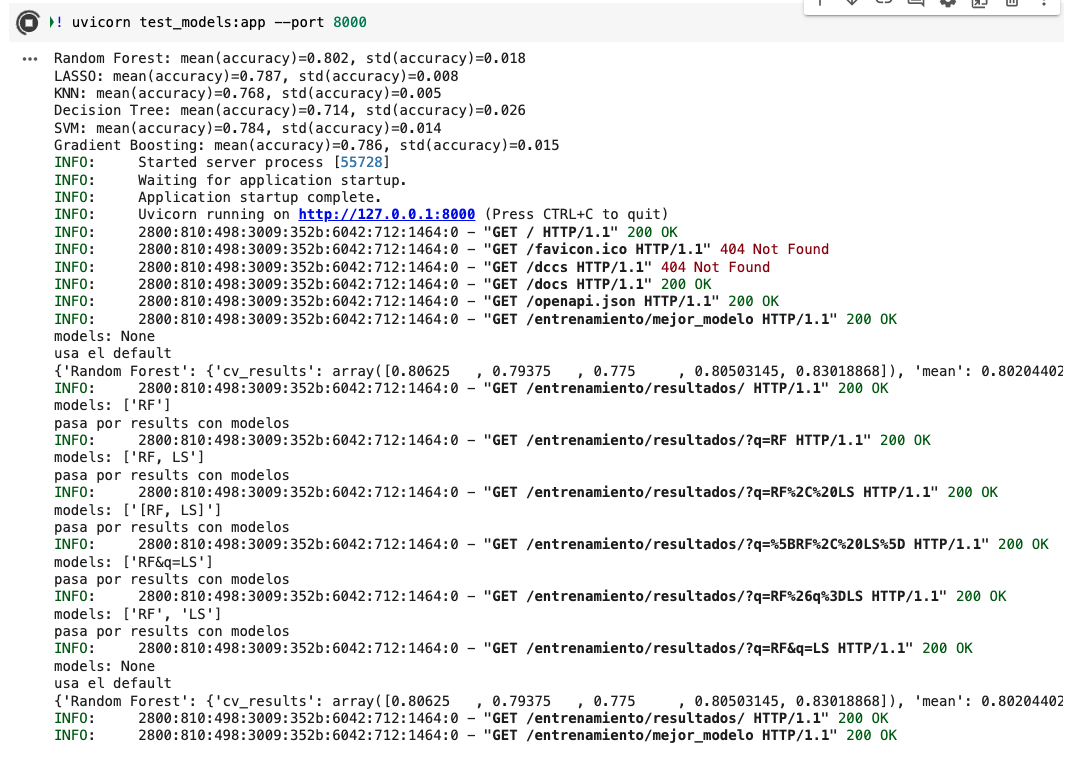 ! uvicorn test_models:app --port 8000
Random Forest: mean(accuracy)=0.802, std(accuracy)=0.018
LASSO: mean(accuracy)=0.787, std(accuracy)=0.008
KNN: mean(accuracy)=0.768, std(accuracy)=0.005
Decision Tree: mean(accuracy)=0.714, std(accuracy)=0.026
SVM: mean(accuracy)=0.784, std(accuracy)=0.014
Gradient Boosting: mean(accuracy)=0.786, std(accuracy)=0.015
INFO:     Started server process [55728]
INFO:     Waiting for application startup.
INFO:     Application startup complete.
INFO:     Uvicorn running on http://127.0.0.1:8000 (Press CTRL+C to quit)
INFO:     2800:810:498:3009:352b:6042:712:1464:0 - "GET / HTTP/1.1" 200 OK
INFO:     2800:810:498:3009:352b:6042:712:1464:0 - "GET /favicon.ico HTTP/1.1" 404 Not Found
INFO:     2800:810:498:3009:352b:6042:712:1464:0 - "GET /dccs HTTP/1.1" 404 Not Found
INFO:     2800:810:498:3009:352b:6042:712:1464:0 - "GET /docs HTTP/1.1" 200 OK
INFO:     2800:810:498:3009:352b:6042:712:1464:0 - "GET /openapi.json HTTP/1.1" 200 OK
INFO:     2800:810:498:3009:352b:6042:712:1464:0 - "GET /entrenamiento/mejor_modelo HTTP/1.1" 200 OK
models: None
usa el default
{'Random Forest': {'cv_results': array([0.80625   , 0.79375   , 0.775     , 0.80503145, 0.83018868]), 'mean': 0.80204402
INFO:     2800:810:498:3009:352b:6042:712:1464:0 - "GET /entrenamiento/resultados/ HTTP/1.1" 200 OK
models: ['RF']
pasa por results con modelos
INFO:     2800:810:498:3009:352b:6042:712:1464:0 - "GET /entrenamiento/resultados/?q=RF HTTP/1.1" 200 OK
models: ['RF, LS']
pasa por results con modelos
INFO:     2800:810:498:3009:352b:6042:712:1464:0 - "GET /entrenamiento/resultados/?q=RF%2C%20LS HTTP/1.1" 200 OK
models: ['[RF, LS]']
pasa por results con modelos
INFO:     2800:810:498:3009:352b:6042:712:1464:0 - "GET /entrenamiento/resultados/?q=%5BRF%2C%20LS%5D HTTP/1.1" 200 OK
models: ['RF&q=LS']
pasa por results con modelos
INFO:     2800:810:498:3009:352b:6042:712:1464:0 - "GET /entrenamiento/resultados/?q=RF%26q%3DLS HTTP/1.1" 200 OK
models: ['RF', 'LS']
pasa por results con modelos
INFO:     2800:810:498:3009:352b:6042:712:1464:0 - "GET /entrenamiento/resultados/?q=RF&q=LS HTTP/1.1" 200 OK
models: None
usa el default
{'Random Forest': {'cv_results': array([0.80625   , 0.79375   , 0.775     , 0.80503145, 0.83018868]), 'mean': 0.80204402
INFO:     2800:810:498:3009:352b:6042:712:1464:0 - "GET /entrenamiento/resultados/ HTTP/1.1" 200 OK
INFO:     2800:810:498:3009:352b:6042:712:1464:0 - "GET /entrenamiento/mejor_modelo HTTP/1.1" 200 OK